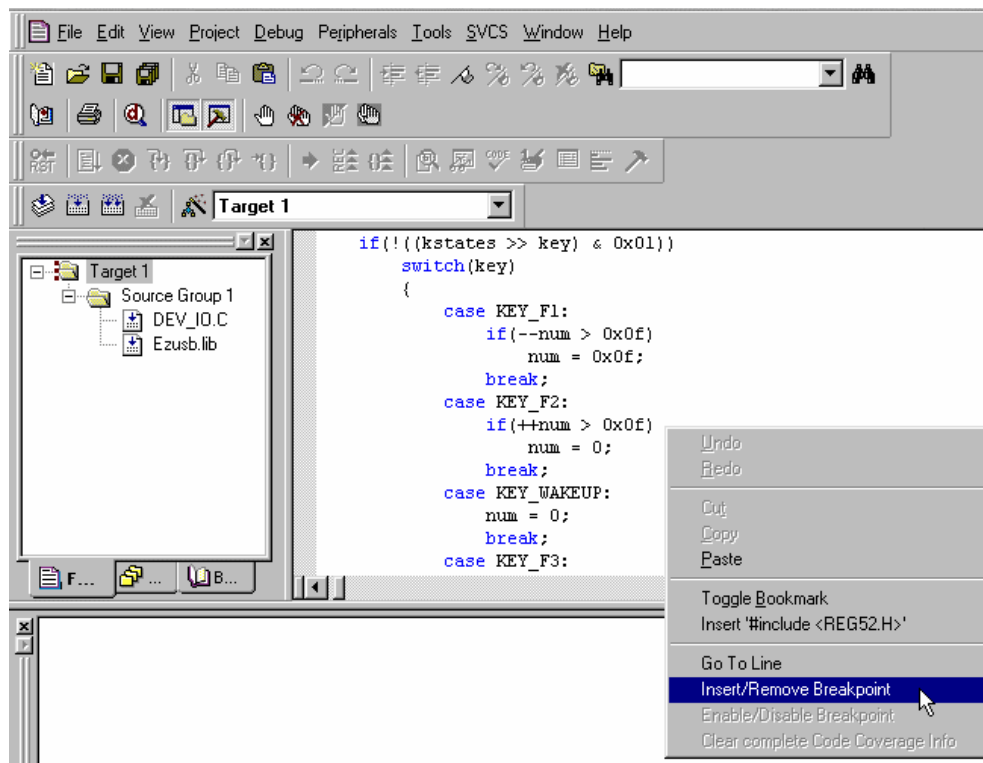 File Edit View Project Debug Peripherals Tools SVCS Window Help
RST
CODE
Target 1
Target 1
Source Group 1
DEV_IO.C
Ezusb.lib
F... ... B...
if(!((kstates >> key) & 0x01))
switch(key)
{
case KEY_F1:
if(--num > 0x0f)
num = 0x0f;
break;
case KEY_F2:
if(++num > 0x0f)
num = 0;
break;
case KEY_WAKEUP:
num = 0;
break;
case KEY_F3:
Undo
Redo
Cut
Copy
Paste
Toggle Bookmark
Insert '#include <REG52.H>'
Go To Line
Insert/Remove Breakpoint
Enable/Disable Breakpoint
Clear complete Code Coverage Info